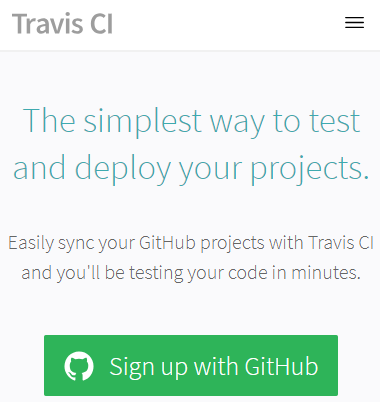 Travis CI
The simplest way to test
and deploy your projects.
Easily sync your GitHub projects with Travis CI
and you'll be testing your code in minutes.
Sign up with GitHub